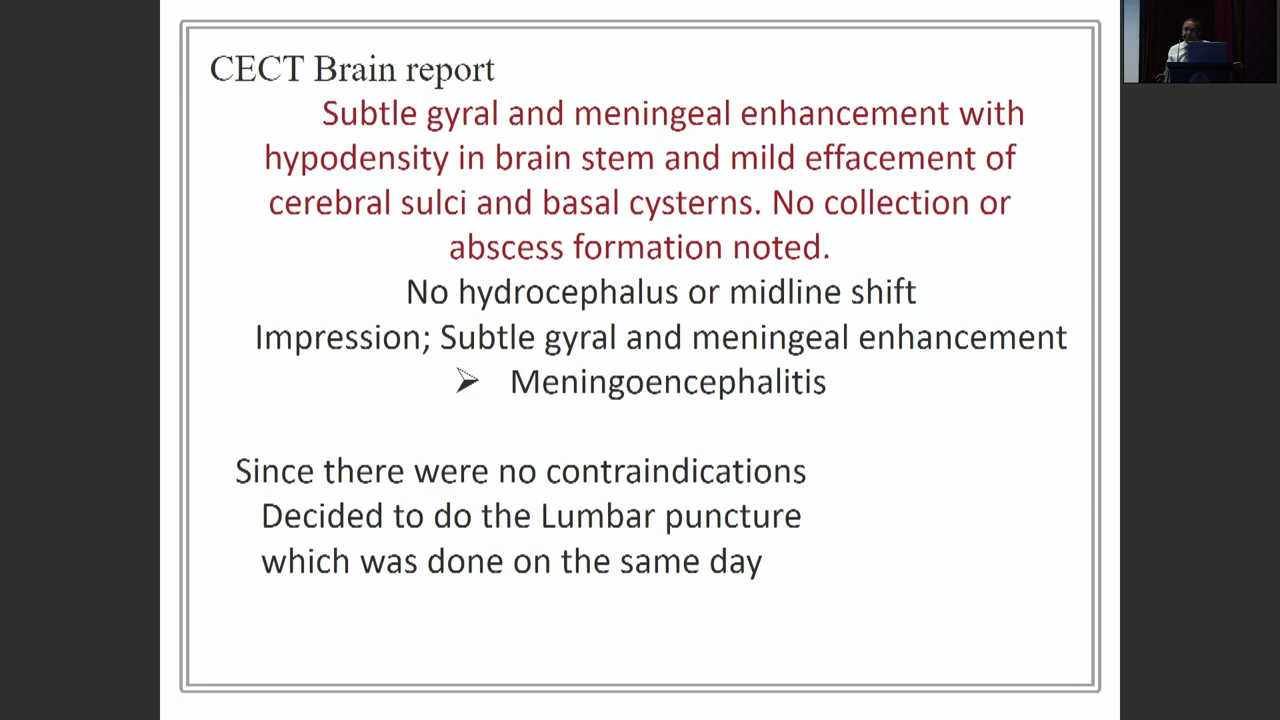 CECT Brain report
Subtle gyral and meningeal enhancement with
hypodensity in brain stem and mild effacement of
cerebral sulci and basal cysterns. No collection or
abscess formation noted.
No hydrocephalus or midline shift
Impression; Subtle gyral and meningeal enhancement
➢ Meningoencephalitis
Since there were no contraindications
Decided to do the Lumbar puncture
which was done on the same day